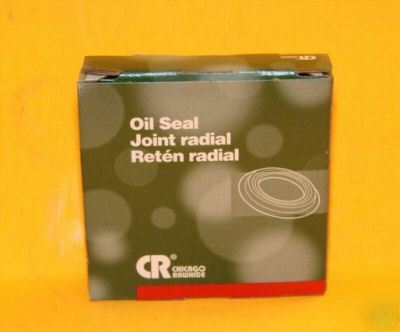 Oil Seal
Joint radial
Retén radial
CR® CHICAGO
RAWHIDE